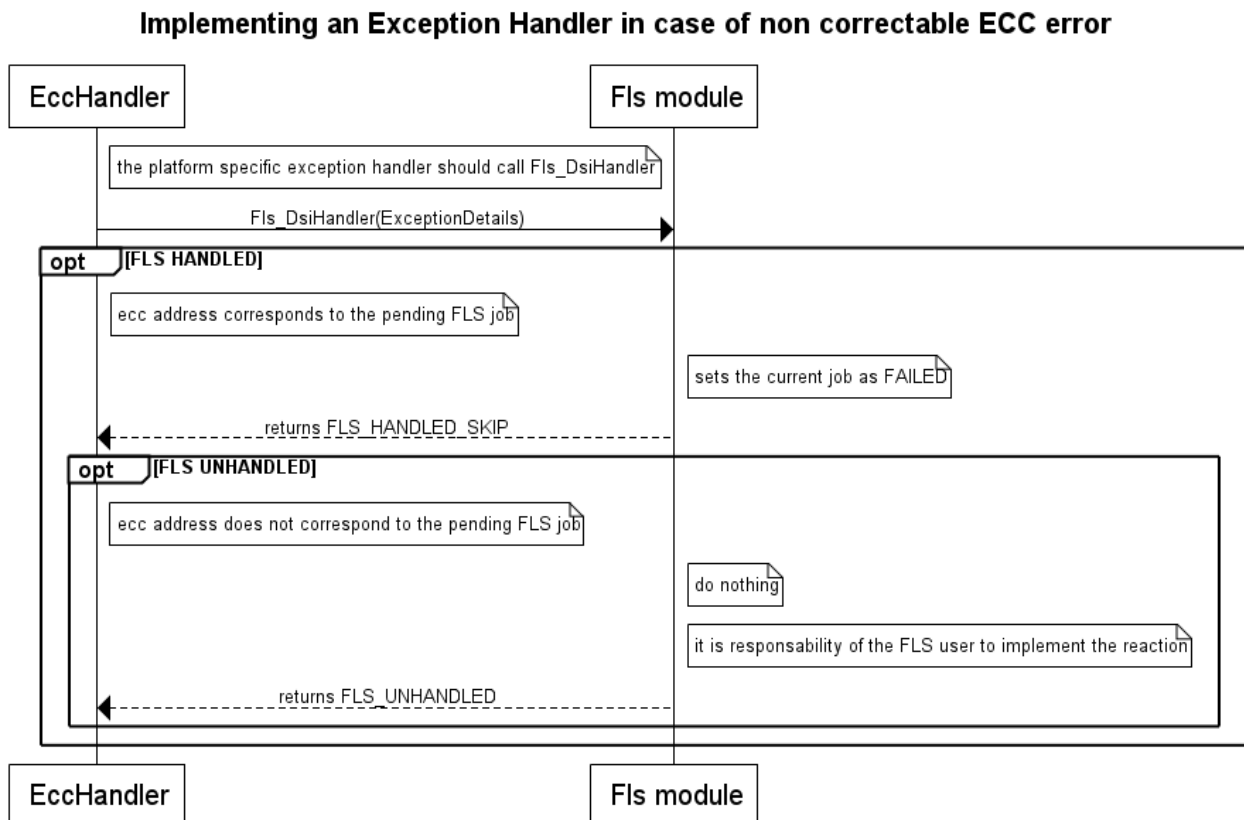 Implementing an Exception Handler in case of non correctable ECC error
EccHandler
Fls module
the platform specific exception handler should call Fls_DsiHandler
Fls_DsiHandler(ExceptionDetails)
opt
[FLS HANDLED]
ecc address corresponds to the pending FLS job
sets the current job as FAILED
returns FLS_HANDLED_SKIP
opt
[FLS UNHANDLED]
ecc address does not correspond to the pending FLS job
do nothing
it is responsability of the FLS user to implement the reaction
returns FLS_UNHANDLED
EccHandler
Fls module